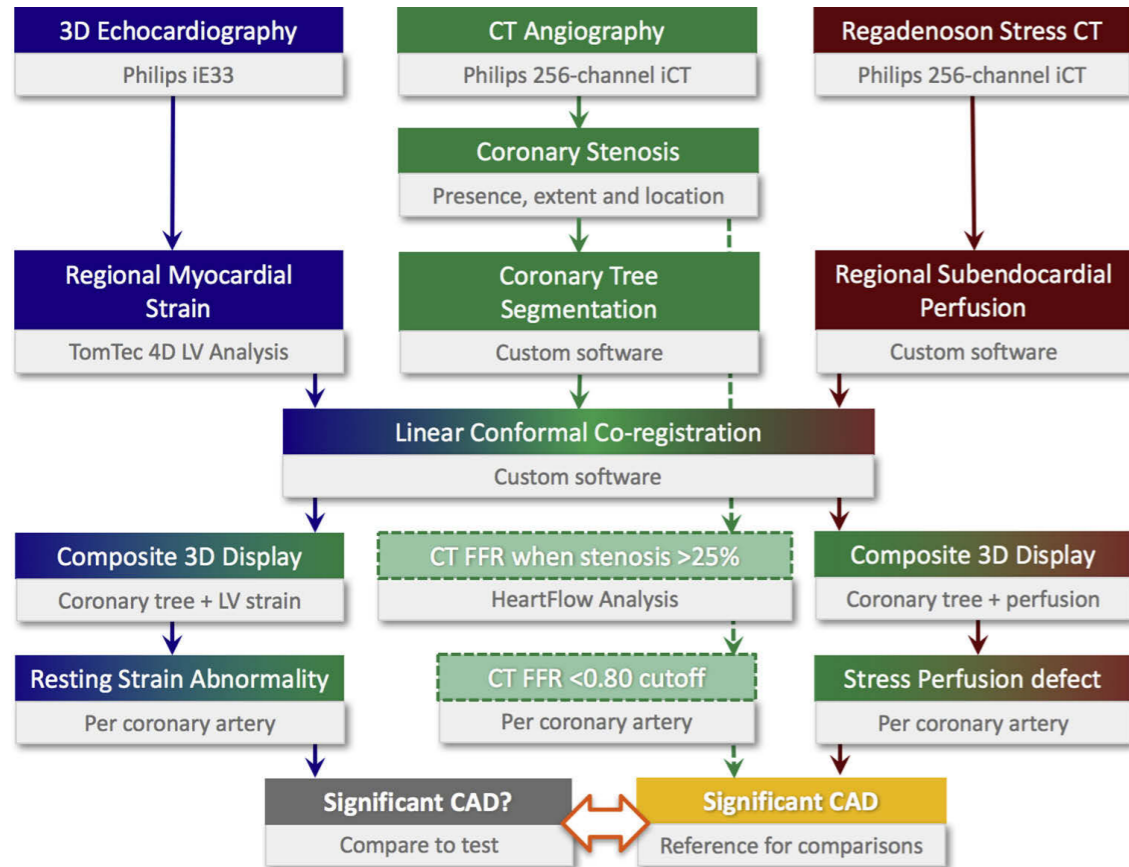 3D Echocardiography
Philips iE33
CT Angiography
Philips 256-channel iCT
Regadenoson Stress CT
Philips 256-channel iCT
Coronary Stenosis
Presence, extent and location
Regional Myocardial
Strain
TomTec 4D LV Analysis
Coronary Tree
Segmentation
Custom software
Regional Subendocardial
Perfusion
Custom software
Linear Conformal Co-registration
Custom software
Composite 3D Display
Coronary tree + LV strain
CT FFR when stenosis >25%
HeartFlow Analysis
Composite 3D Display
Coronary tree + perfusion
Resting Strain Abnormality
Per coronary artery
CT FFR <0.80 cutoff
Per coronary artery
Stress Perfusion defect
Per coronary artery
Significant CAD?
Compare to test
Significant CAD
Reference for comparisons